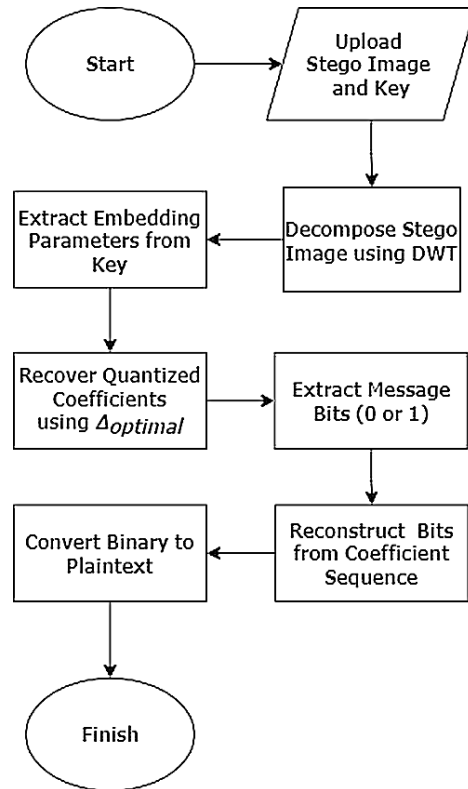 Start
Upload
Stego Image
and Key
Decompose Stego
Image using DWT
Extract Embedding
Parameters from
Key
Recover Quantized
Coefficients
using Δoptimal
Extract Message
Bits (0 or 1)
Reconstruct Bits
from Coefficient
Sequence
Convert Binary to
Plaintext
Finish